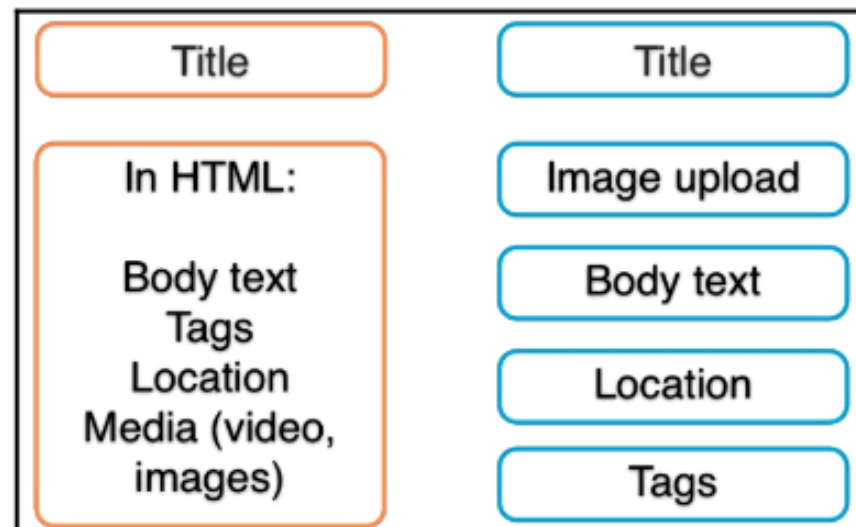 Title
In HTML:
Body text
Tags
Location
Media (video,
images)
Title
Image upload
Body text
Location
Tags